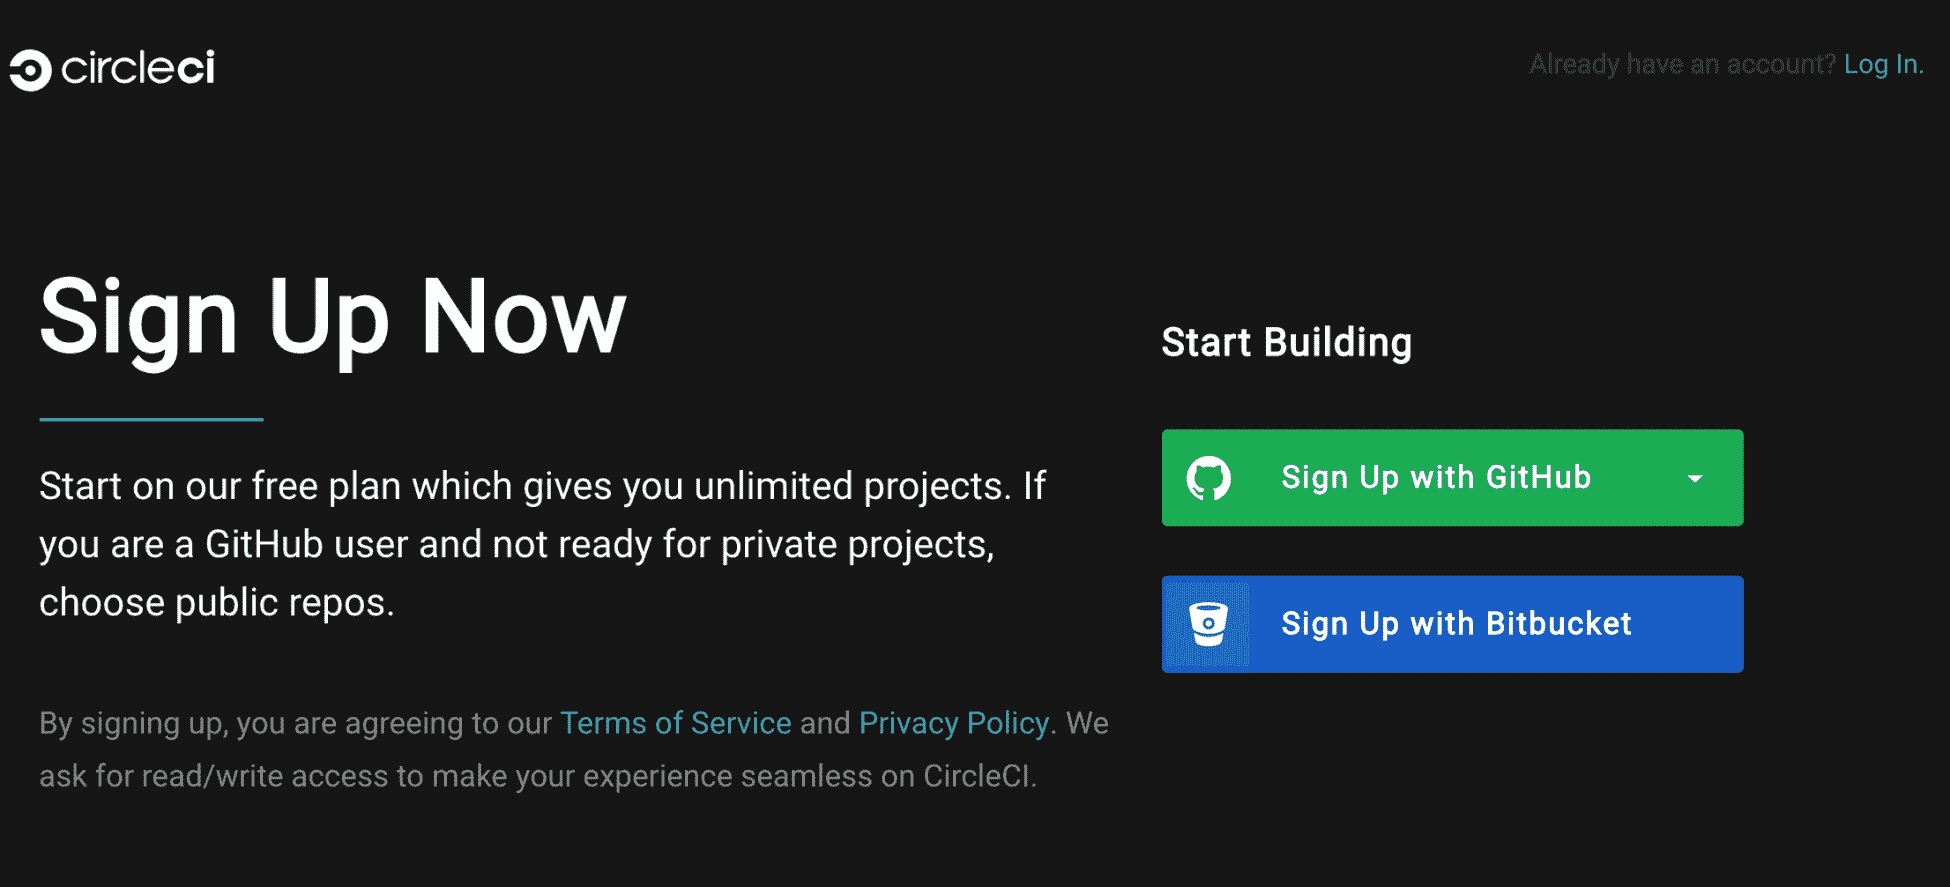 circleci
Already have an account? Log In.
Sign Up Now
Start on our free plan which gives you unlimited projects. If
you are a GitHub user and not ready for private projects,
choose public repos.
By signing up, you are agreeing to our Terms of Service and Privacy Policy. We
ask for read/write access to make your experience seamless on CircleCI.
Start Building
Sign Up with GitHub
Sign Up with Bitbucket